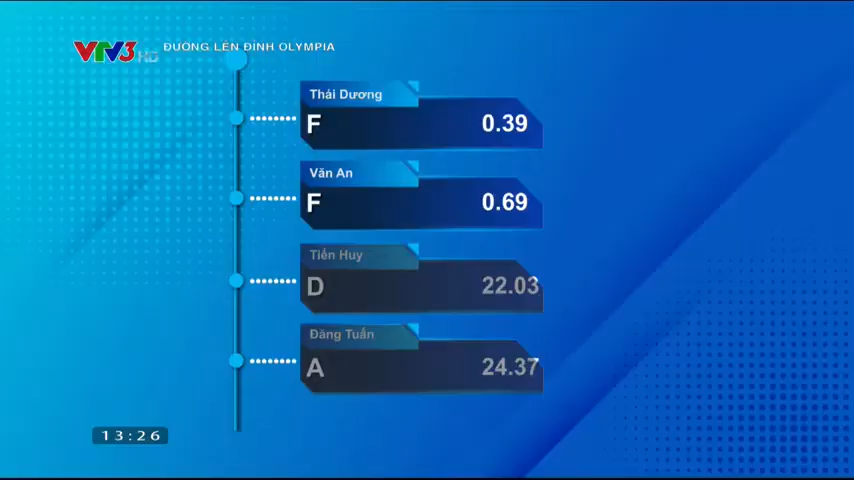 VTV3 HD
ĐƯỜNG LÊN ĐỈNH OLYMPIA
Thái Dương
F 0.39
Văn An
F 0.69
Tiến Huy
D 22.03
Đăng Tuấn
A 24.37
13:26